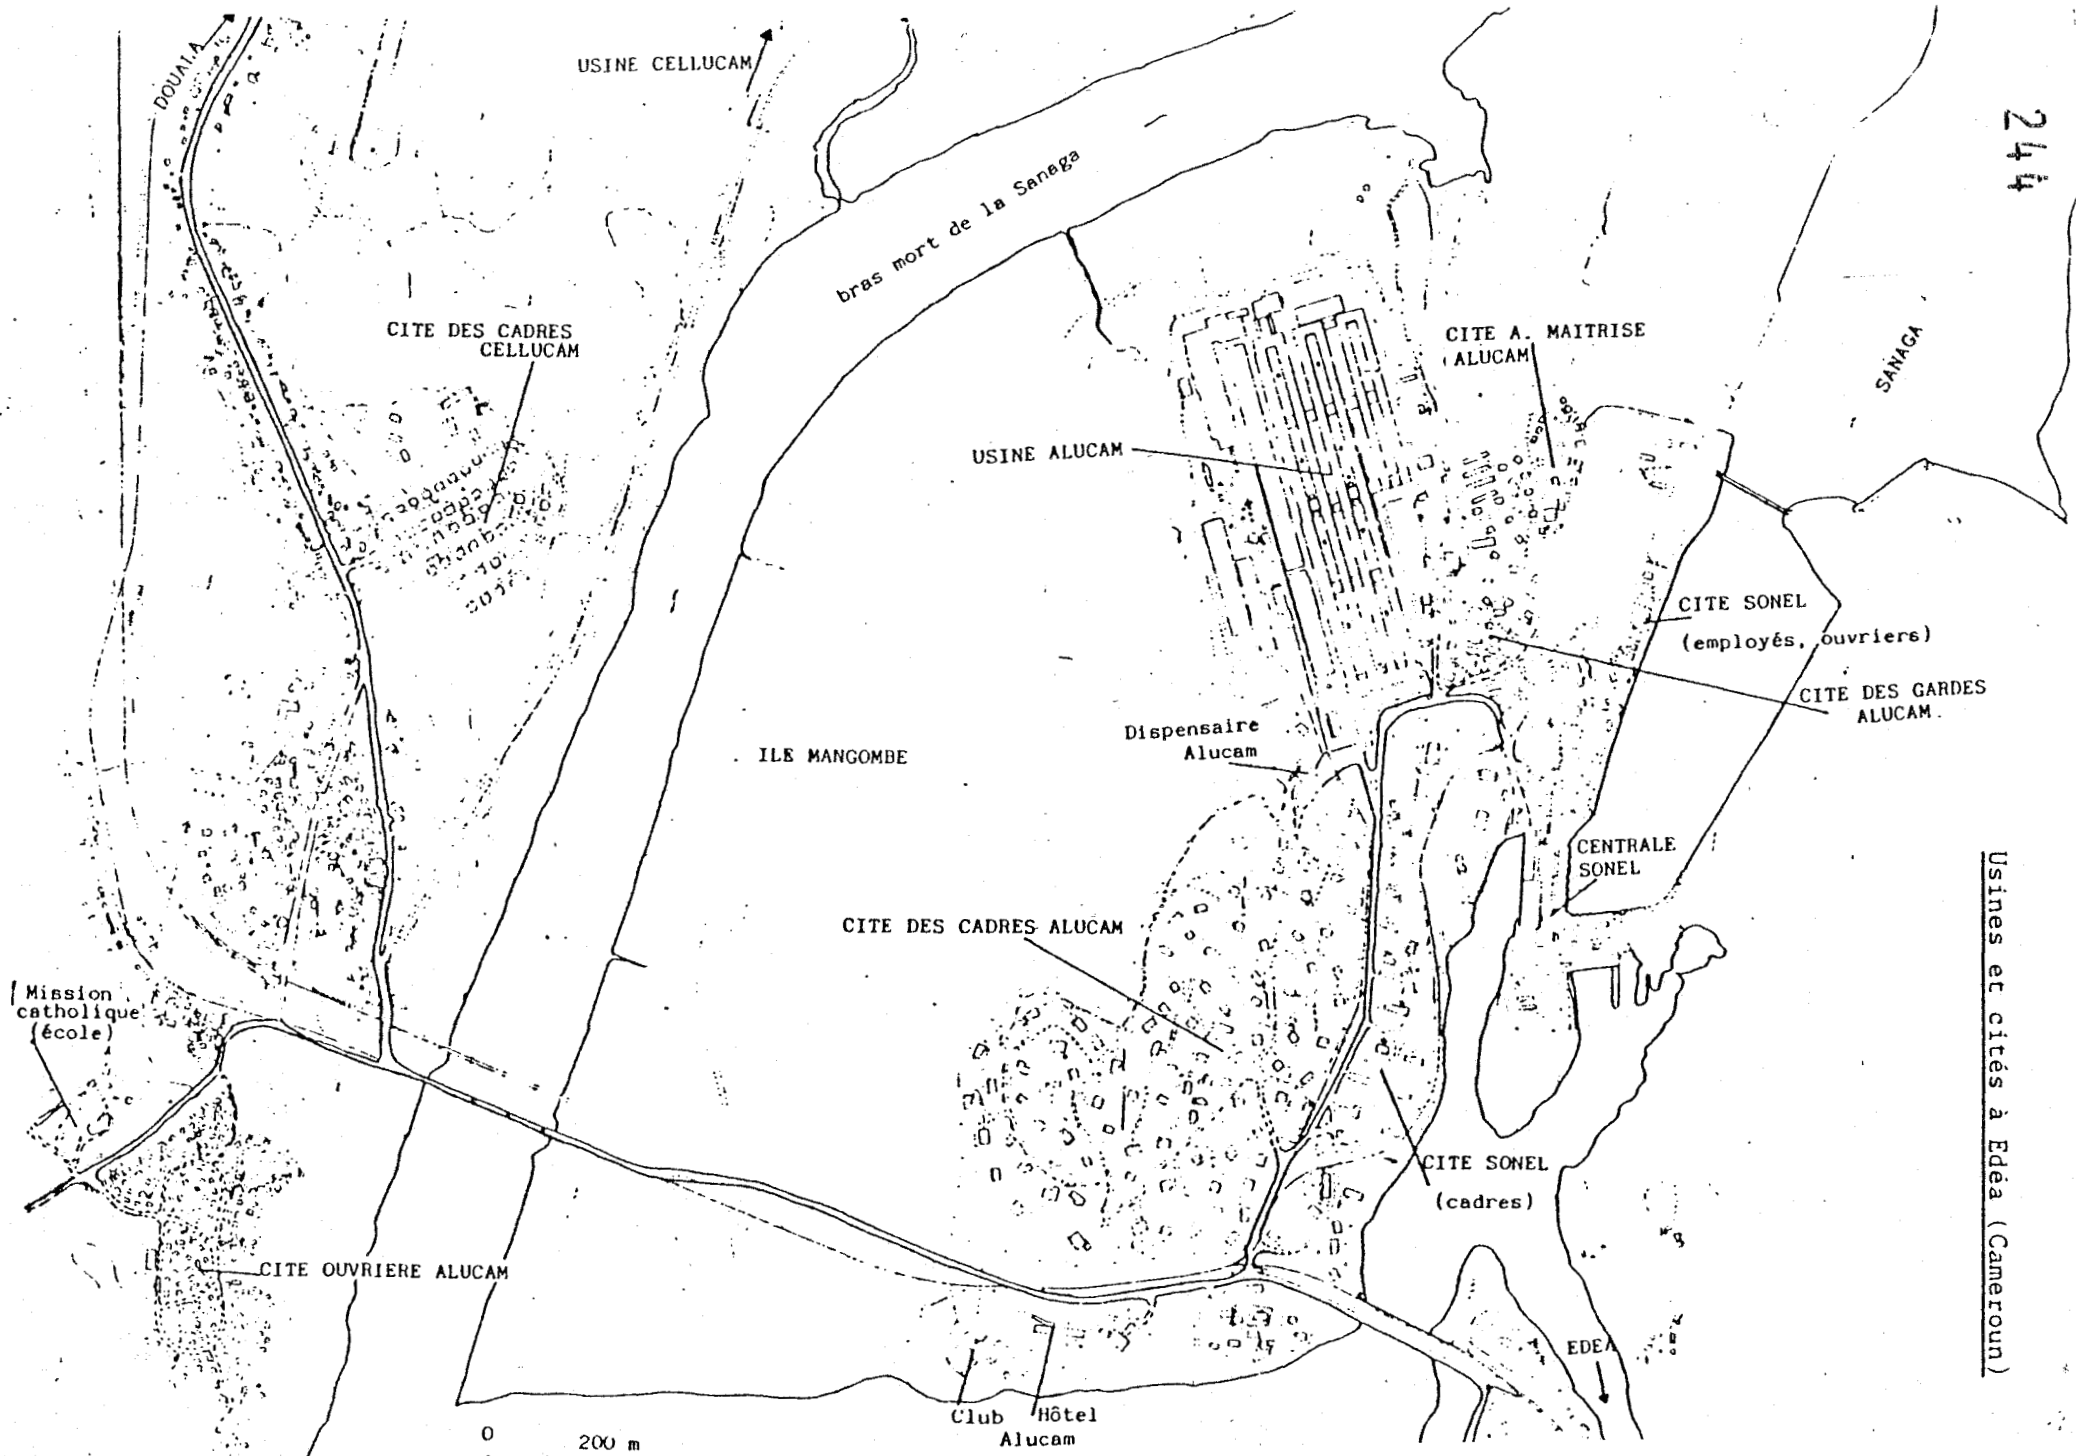 DOUALA
USINE CELLUCAM
244
bras mort de la Sanaga
CITE DES CADRES
CELLUCAM
CITE A. MAITRISE
ALUCAM
SANAGA
USINE ALUCAM
CITE SONEL
(employés, ouvriers)
CITE DES GARDES
ALUCAM.
Dispensaire
Alucam
ILE MANGOMBE
CENTRALE
SONEL
CITE DES CADRES ALUCAM
Mission
catholique
(école)
CITE SONEL
(cadres)
CITE OUVRIERE ALUCAM
EDEA
Club
Hôtel
Alucam
0
200 m
Usines et cités à Edéa (Cameroun)